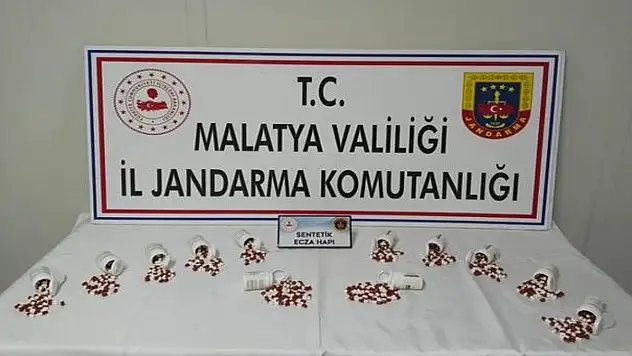 T.C.
MALATYA VALİLİĞİ
İL JANDARMA KOMUTANLIĞI
JANDARMA
SENTETİK
ECZA HAPI